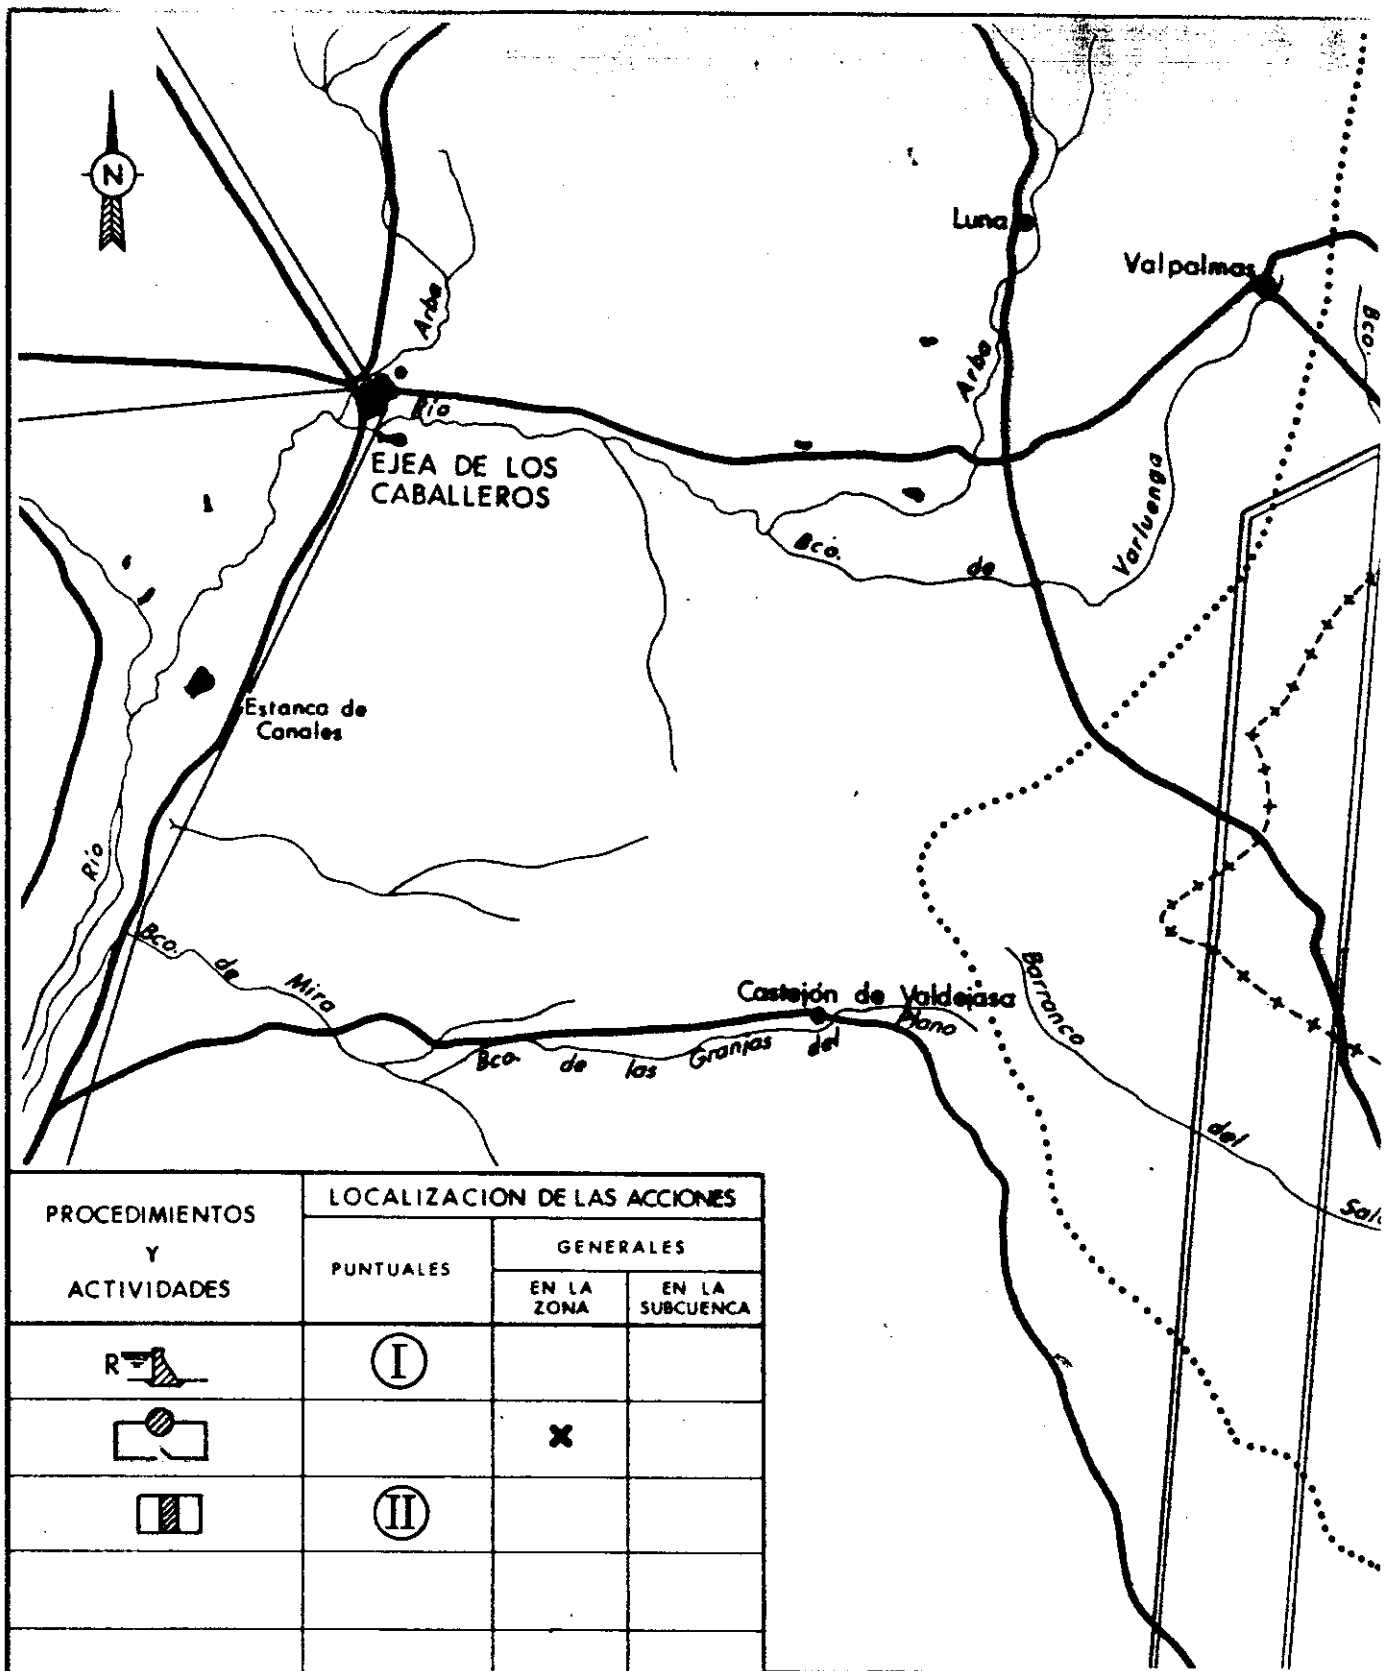 N
Luna
Valpalmas
Bco.
Arba
Arba
Río
EJEA DE LOS
CABALLEROS
Varluenga
Bco.
de
Estanca de
Canales
Río
Bco.
de
Mira
Castejón de Valdejasa
Plano
Barranco
Bco.
de
las
Granjas
del
del
PROCEDIMIENTOS
Y
ACTIVIDADES
LOCALIZACION DE LAS ACCIONES
PUNTUALES
GENERALES
EN LA
ZONA
EN LA
SUBCUENCA
R
I
X
II